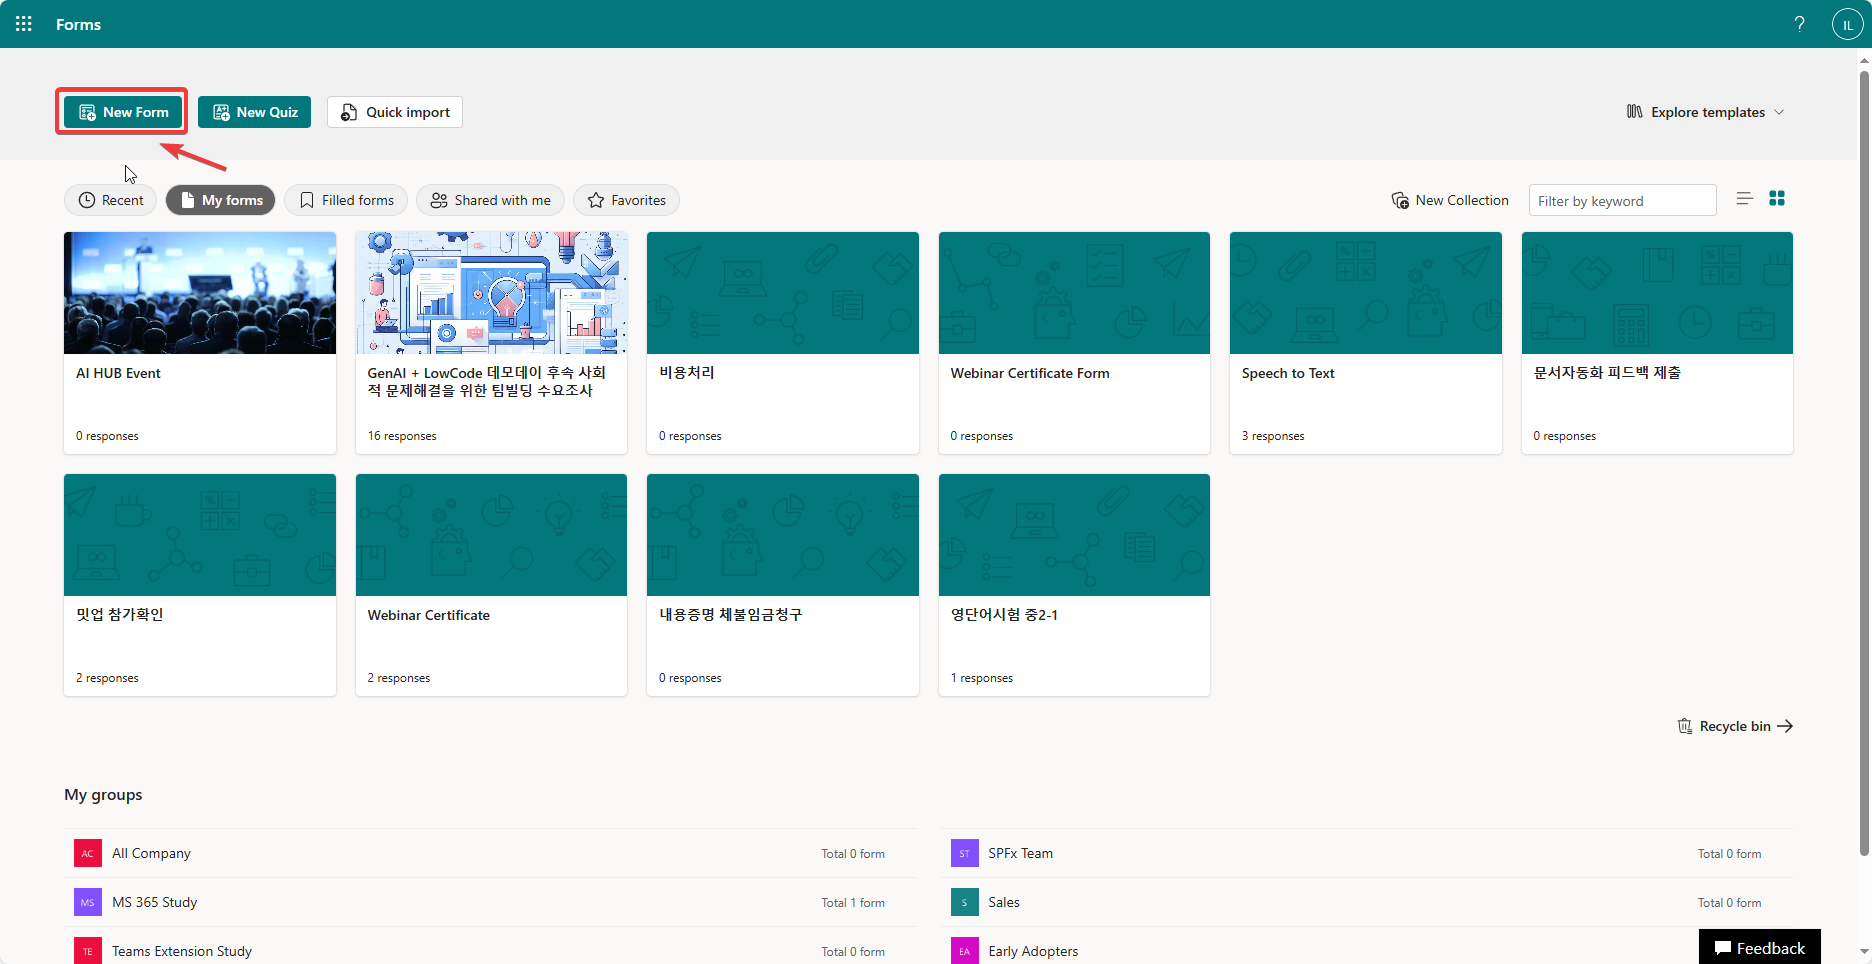 Forms
?
IL
New Form
New Quiz
Quick import
Explore templates
Recent
My forms
Filled forms
Shared with me
Favorites
New Collection
Filter by keyword
AI HUB Event
0 responses
GenAI + LowCode 데모데이 후속 사회
적 문제해결을 위한 팀빌딩 수요조사
16 responses
비용처리
0 responses
Webinar Certificate Form
0 responses
Speech to Text
3 responses
문서자동화 피드백 제출
0 responses
밋업 참가확인
2 responses
Webinar Certificate
2 responses
내용증명 체불임금청구
0 responses
영단어시험 중2-1
1 responses
Recycle bin
My groups
AC All Company Total 0 form
ST SPFx Team Total 0 form
MS MS 365 Study Total 1 form
S Sales Total 0 form
TE Teams Extension Study Total 0 form
EA Early Adopters
Feedback